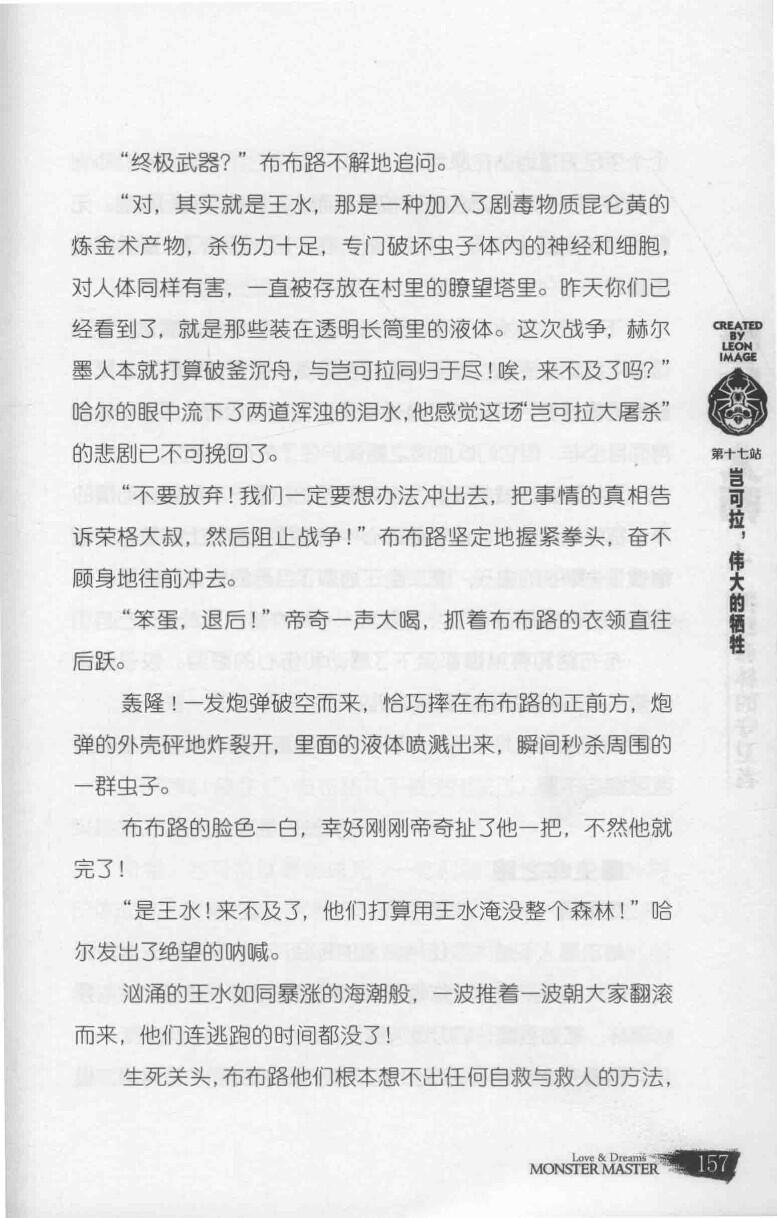 “终极武器？”布布路不解地追问。
“对，其实就是王水，那是一种加入了剧毒物质昆仑黄的
炼金术产物，杀伤力十足，专门破坏虫子体内的神经和细胞，
对人体同样有害，一直被存放在村里的瞭望塔里。昨天你们已
经看到了，就是那些装在透明长筒里的液体。这次战争，赫尔
墨人本就打算破釜沉舟，与岂可拉同归于尽！唉，来不及了吗？”
哈尔的眼中流下了两道浑浊的泪水，他感觉这场“岂可拉大屠杀”
的悲剧已不可挽回了。
“不要放弃！我们一定要想办法冲出去，把事情的真相告
诉荣格大叔，然后阻止战争！”布布路坚定地握紧拳头，奋不
顾身地往前冲去。
“笨蛋，退后！”帝奇一声大喝，抓着布布路的衣领直往
后跃。
轰隆！一发炮弹破空而来，恰巧摔在布布路的正前方，炮
弹的外壳砰地炸裂开，里面的液体喷溅出来，瞬间秒杀周围的
一群虫子。
布布路的脸色一白，幸好刚刚帝奇扯了他一把，不然他就
完了！
“是王水！来不及了，他们打算用王水淹没整个森林！”哈
尔发出了绝望的呐喊。
汹涌的王水如同暴涨的海潮般，一波推着一波朝大家翻滚
而来，他们连逃跑的时间都没了！
生死关头，布布路他们根本想不出任何自救与救人的方法，
CREATED
BY
LEON
IMAGE
第十七站
岂可拉，伟大的牺牲
Love & Dreams
MONSTER MASTER
157